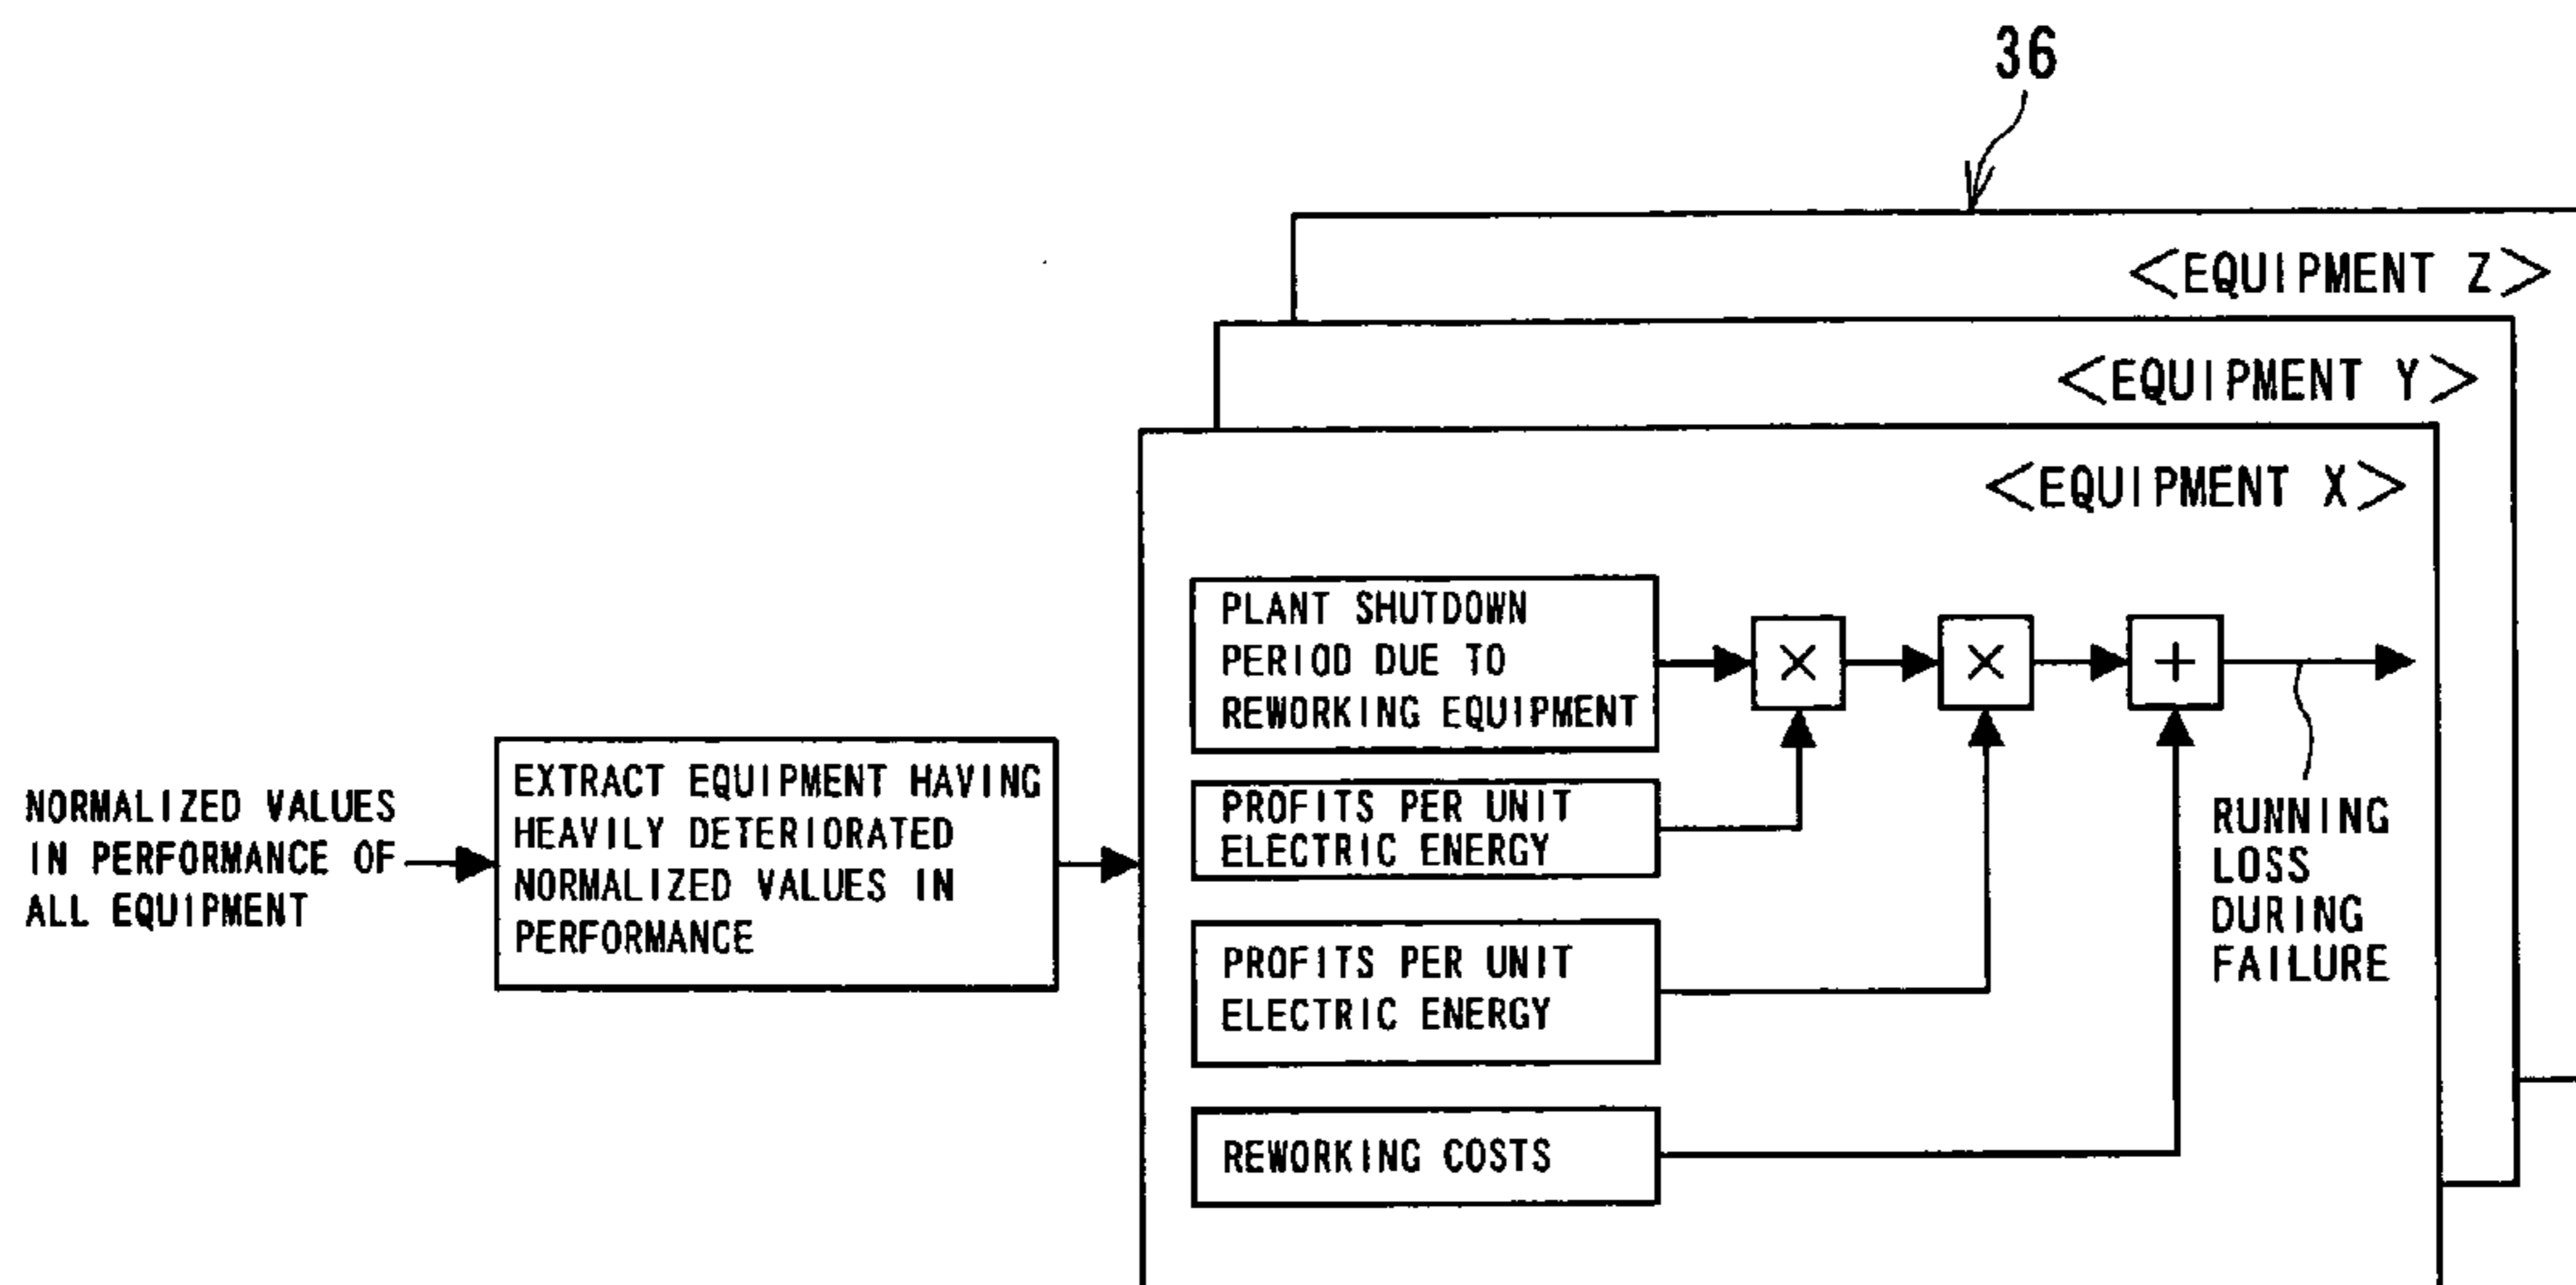 36
<EQUIPMENT Z>
<EQUIPMENT Y>
<EQUIPMENT X>
NORMALIZED VALUES
IN PERFORMANCE OF
ALL EQUIPMENT
EXTRACT EQUIPMENT HAVING
HEAVILY DETERIORATED
NORMALIZED VALUES IN
PERFORMANCE
PLANT SHUTDOWN
PERIOD DUE TO
REWORKING EQUIPMENT
× × +
PROFITS PER UNIT
ELECTRIC ENERGY
PROFITS PER UNIT
ELECTRIC ENERGY
REWORKING COSTS
RUNNING
LOSS
DURING
FAILURE